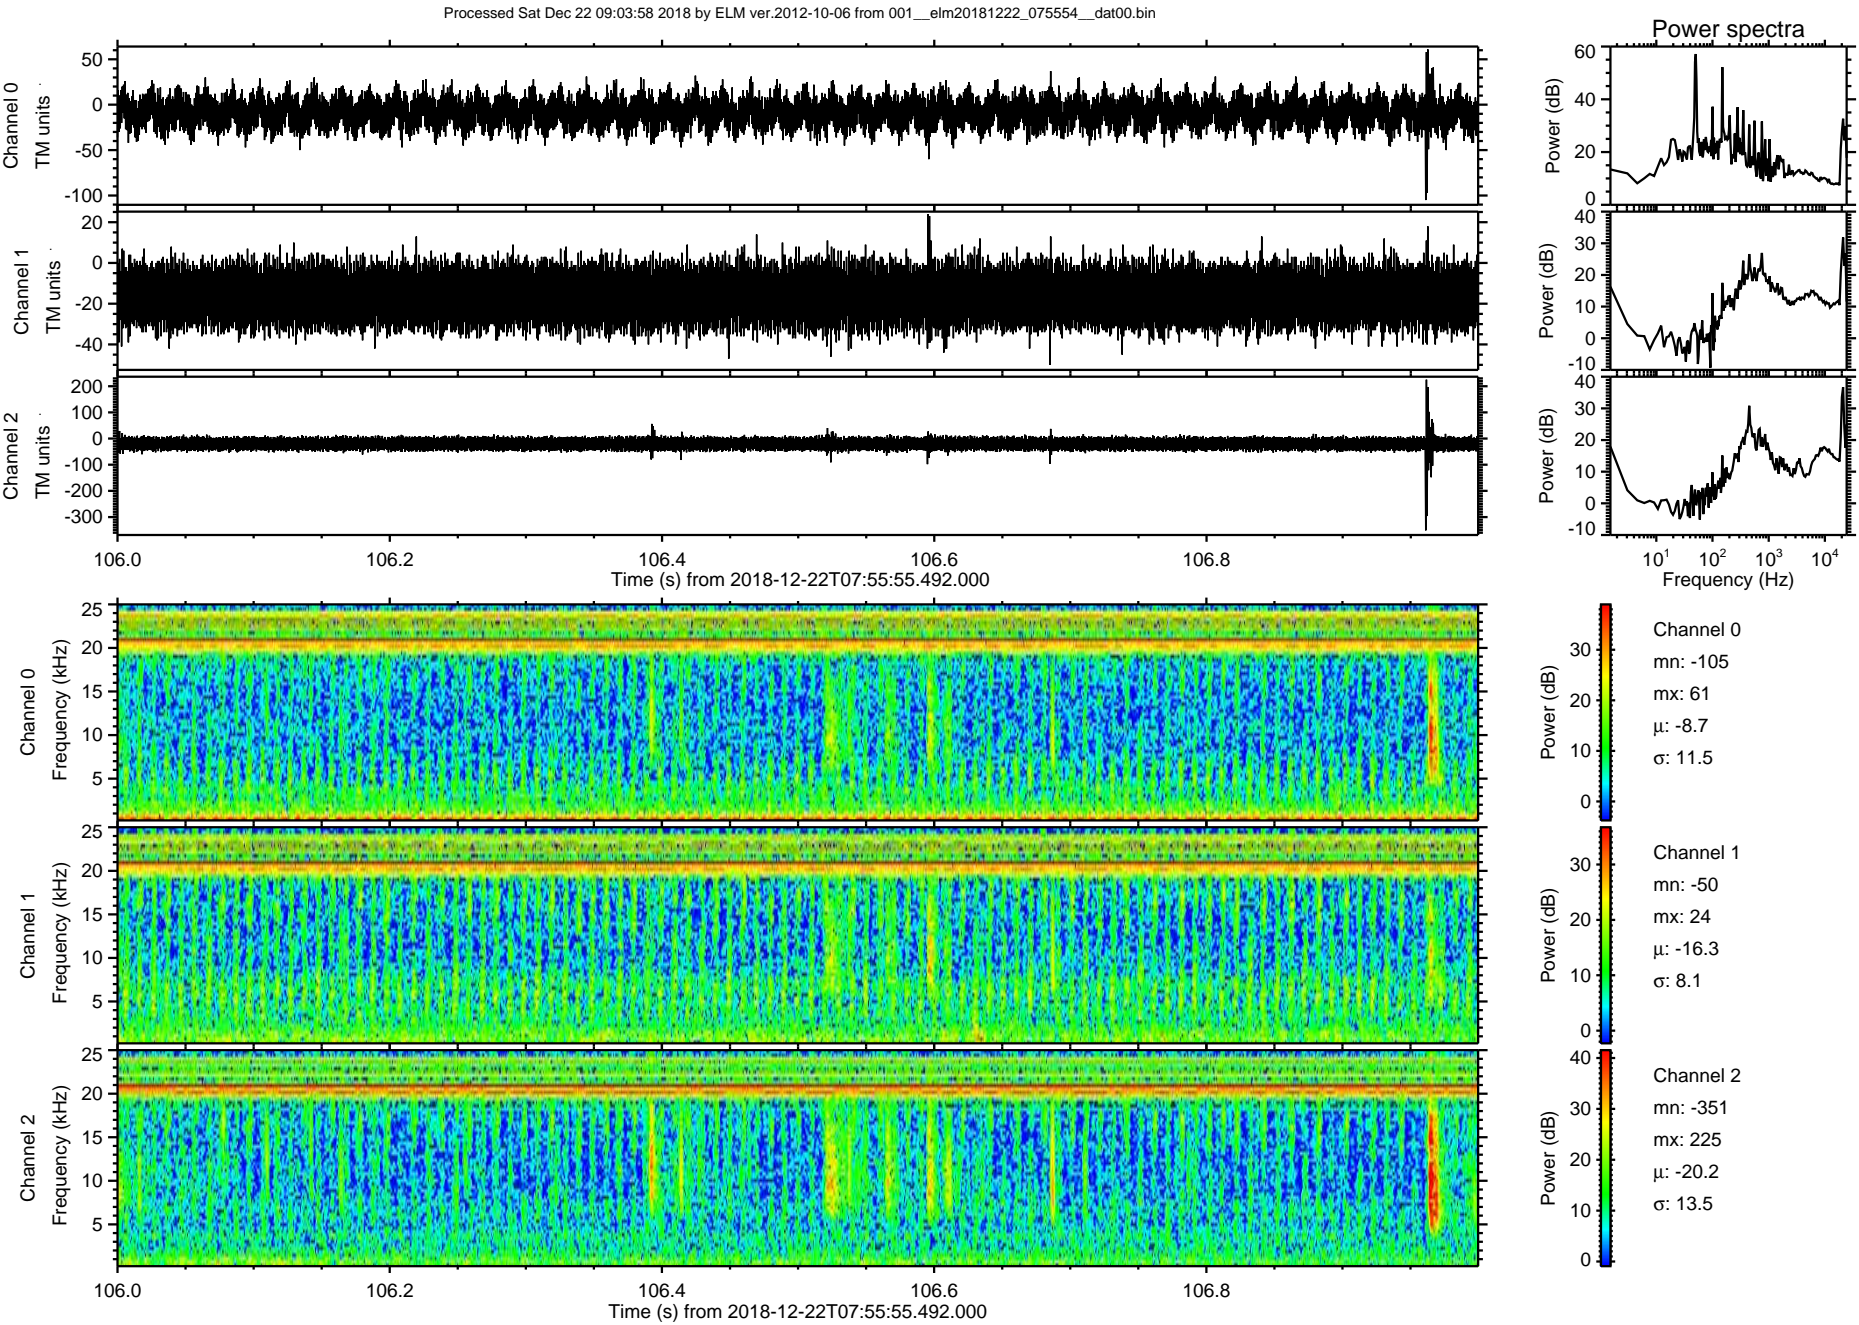 Processed Sat Dec 22 09:03:58 2018 by ELM ver.2012-10-06 from 001__elm20181222_075554__dat00.bin
Power spectra
Channel 0
TM units
50
0
-50
-100
Power (dB)
60
40
20
0
Channel 1
TM units
20
0
-20
-40
Power (dB)
40
30
20
10
0
-10
Channel 2
TM units
200
100
0
-100
-200
-300
Power (dB)
40
30
20
10
0
-10
106.0 106.2 106.4 106.6 106.8
Time (s) from 2018-12-22T07:55:55.492.000
10^1 10^2 10^3 10^4
Frequency (Hz)
Channel 0
Frequency (kHz)
25
20
15
10
5
Power (dB)
30
20
10
0
Channel 0
mn: -105
mx: 61
μ: -8.7
σ: 11.5
Channel 1
Frequency (kHz)
25
20
15
10
5
Power (dB)
30
20
10
0
Channel 1
mn: -50
mx: 24
μ: -16.3
σ: 8.1
Channel 2
Frequency (kHz)
25
20
15
10
5
Power (dB)
40
30
20
10
0
Channel 2
mn: -351
mx: 225
μ: -20.2
σ: 13.5
106.0 106.2 106.4 106.6 106.8
Time (s) from 2018-12-22T07:55:55.492.000